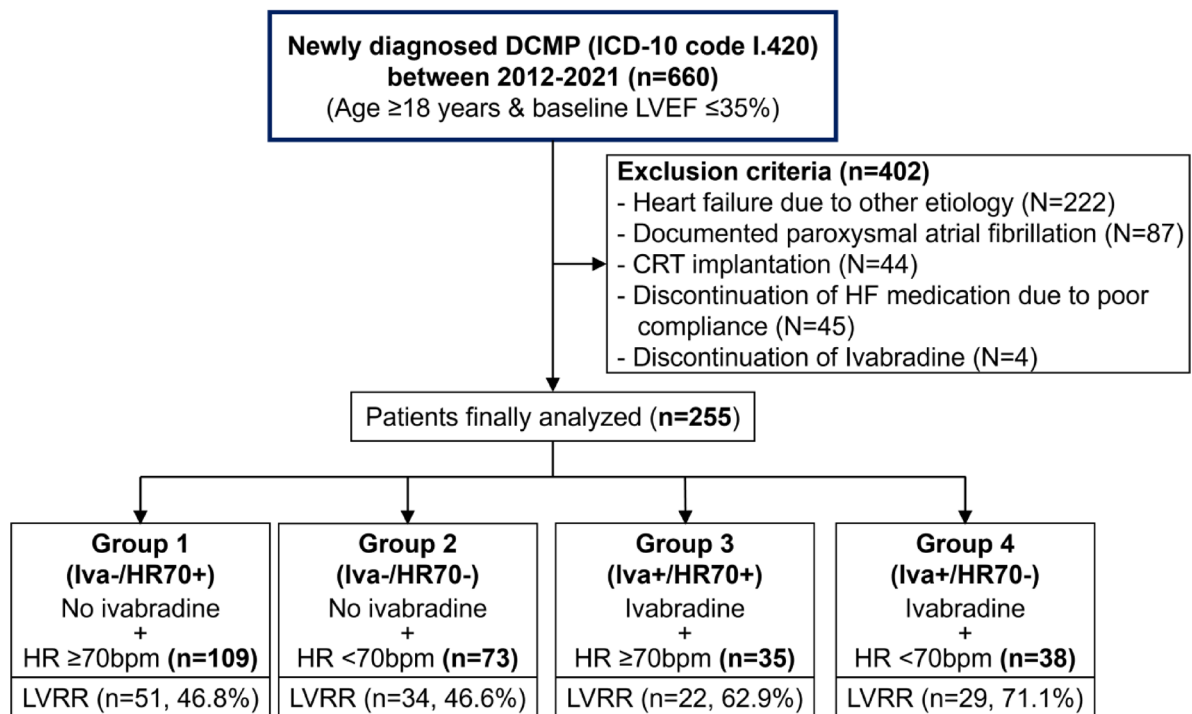 Newly diagnosed DCMP (ICD-10 code I.420)
between 2012-2021 (n=660)
(Age ≥18 years & baseline LVEF ≤35%)
Exclusion criteria (n=402)
- Heart failure due to other etiology (N=222)
- Documented paroxysmal atrial fibrillation (N=87)
- CRT implantation (N=44)
- Discontinuation of HF medication due to poor
compliance (N=45)
- Discontinuation of Ivabradine (N=4)
Patients finally analyzed (n=255)
Group 1
(Iva-/HR70+)
No ivabradine
+
HR ≥70bpm (n=109)
LVRR (n=51, 46.8%)
Group 2
(Iva-/HR70-)
No ivabradine
+
HR <70bpm (n=73)
LVRR (n=34, 46.6%)
Group 3
(Iva+/HR70+)
Ivabradine
+
HR ≥70bpm (n=35)
LVRR (n=22, 62.9%)
Group 4
(Iva+/HR70-)
Ivabradine
+
HR <70bpm (n=38)
LVRR (n=29, 71.1%)